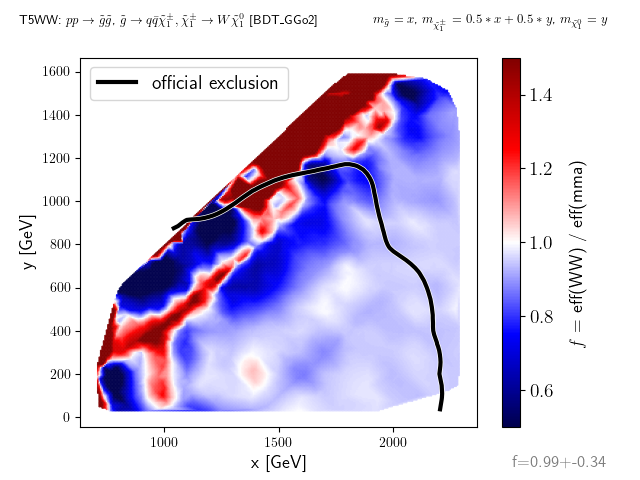 T5WW: pp → g̃g̃, g̃ → qq̄χ̃₁^±, χ̃₁^± → Wχ̃₁⁰ [BDT_GGo2]
m_g̃ = x, m_χ̃₁^± = 0.5 * x + 0.5 * y, m_χ̃₁⁰ = y
official exclusion
1600
1400
1200
1000
800
600
400
200
0
y [GeV]
1000 1500 2000
x [GeV]
1.4
1.2
1.0
0.8
0.6
f = eff(WW) / eff(mma)
f=0.99+-0.34